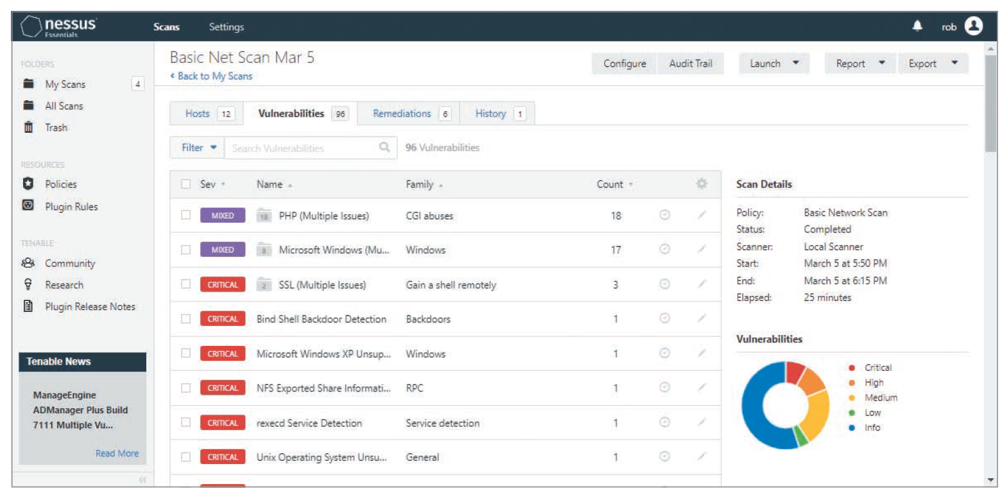 nessus
Essentials
Scans
Settings
rob
FOLDERS
My Scans 4
All Scans
Trash
RESOURCES
Policies
Plugin Rules
TENABLE
Community
Research
Plugin Release Notes
Tenable News
ManageEngine
ADManager Plus Build
7111 Multiple Vu...
Read More
Basic Net Scan Mar 5
Back to My Scans
Configure
Audit Trail
Launch
Report
Export
Hosts 12
Vulnerabilities 96
Remediations 6
History 1
Filter
Search Vulnerabilities
96 Vulnerabilities
Sev Name Family Count
MIXED 18 PHP (Multiple Issues) CGI abuses 18
MIXED 8 Microsoft Windows (Mu... Windows 17
CRITICAL 2 SSL (Multiple Issues) Gain a shell remotely 3
CRITICAL Bind Shell Backdoor Detection Backdoors 1
CRITICAL Microsoft Windows XP Unsup... Windows 1
CRITICAL NFS Exported Share Informati... RPC 1
CRITICAL rexecd Service Detection Service detection 1
CRITICAL Unix Operating System Unsu... General 1
Scan Details
Policy: Basic Network Scan
Status: Completed
Scanner: Local Scanner
Start: March 5 at 5:50 PM
End: March 5 at 6:15 PM
Elapsed: 25 minutes
Vulnerabilities
Critical
High
Medium
Low
Info